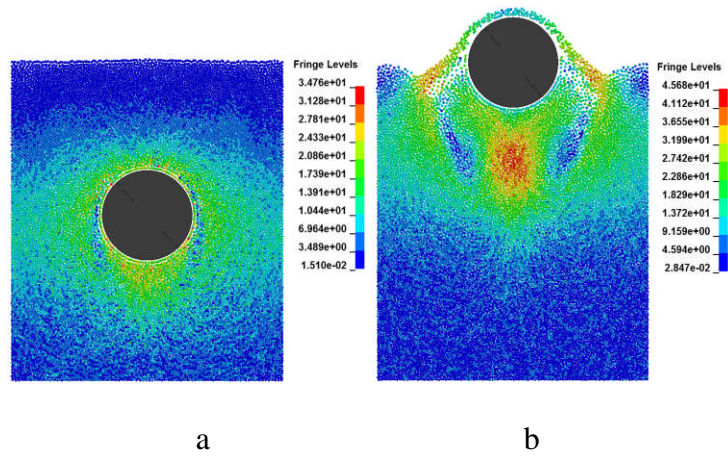 Fringe Levels
3.476e+01
3.128e+01
2.781e+01
2.433e+01
2.086e+01
1.739e+01
1.391e+01
1.044e+01
6.964e+00
3.489e+00
1.510e-02
Fringe Levels
4.568e+01
4.112e+01
3.655e+01
3.199e+01
2.742e+01
2.286e+01
1.829e+01
1.372e+01
9.159e+00
4.594e+00
2.847e-02
a
b